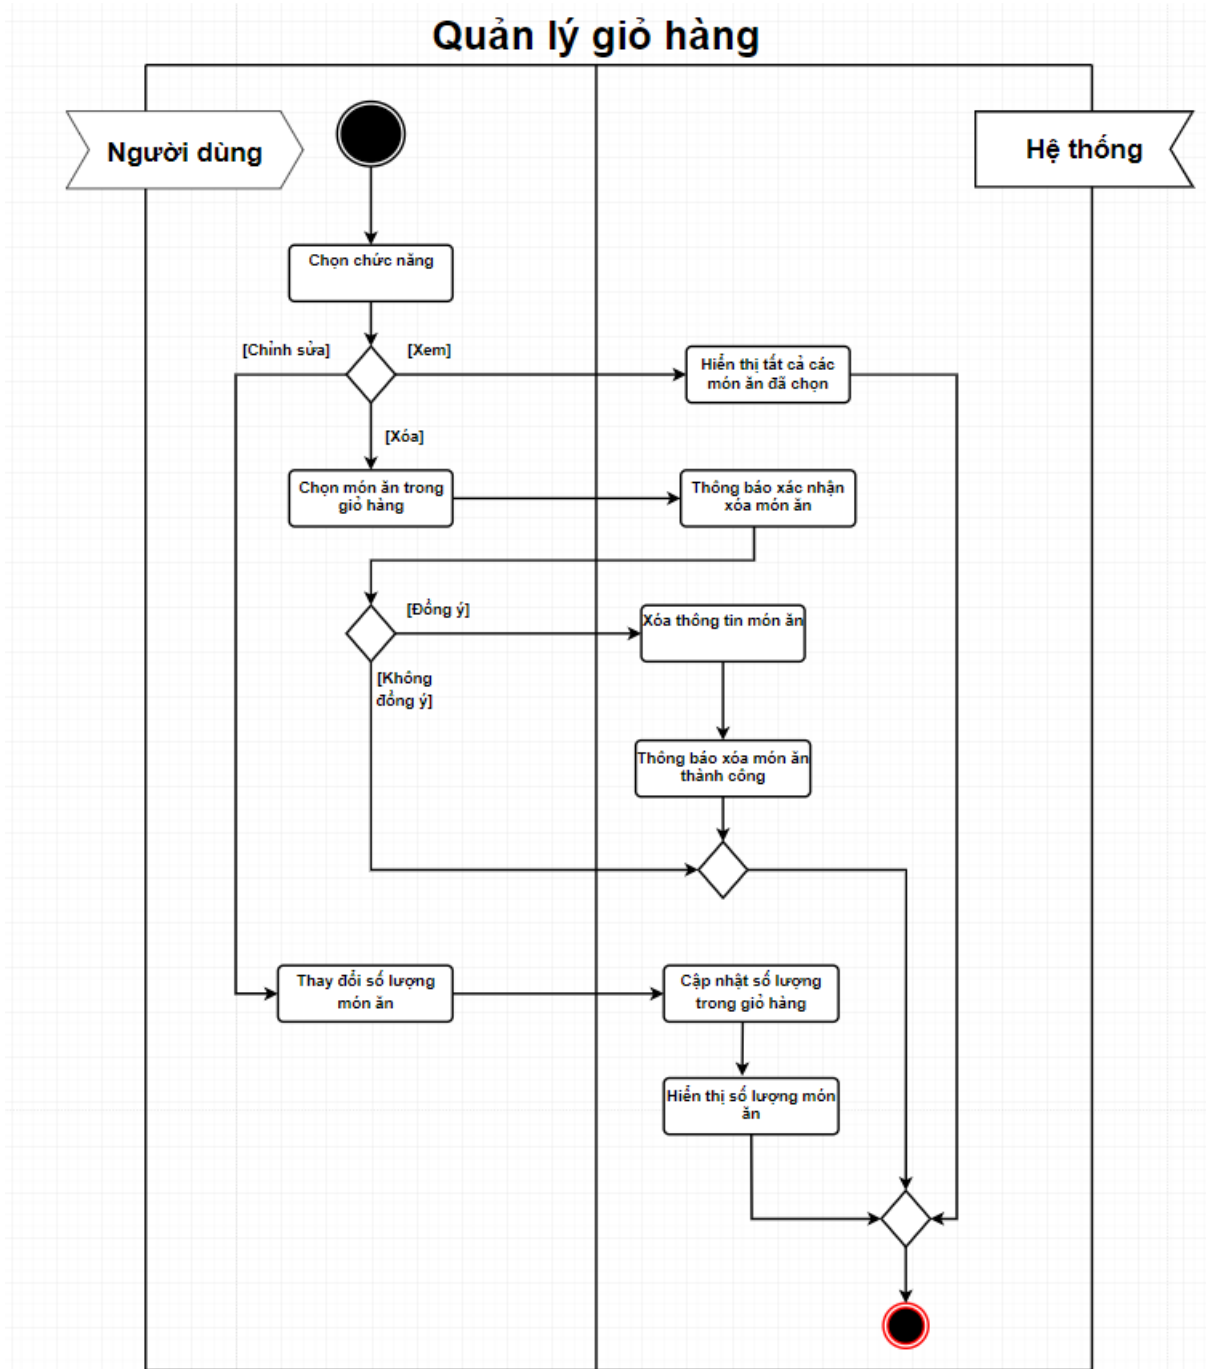 Quản lý giỏ hàng
Người dùng
Hệ thống
Chọn chức năng
[Chỉnh sửa]
[Xem]
Hiển thị tất cả các
món ăn đã chọn
[Xóa]
Chọn món ăn trong
giỏ hàng
Thông báo xác nhận
xóa món ăn
[Đồng ý]
Xóa thông tin món ăn
[Không
đồng ý]
Thông báo xóa món ăn
thành công
Thay đổi số lượng
món ăn
Cập nhật số lượng
trong giỏ hàng
Hiển thị số lượng món
ăn